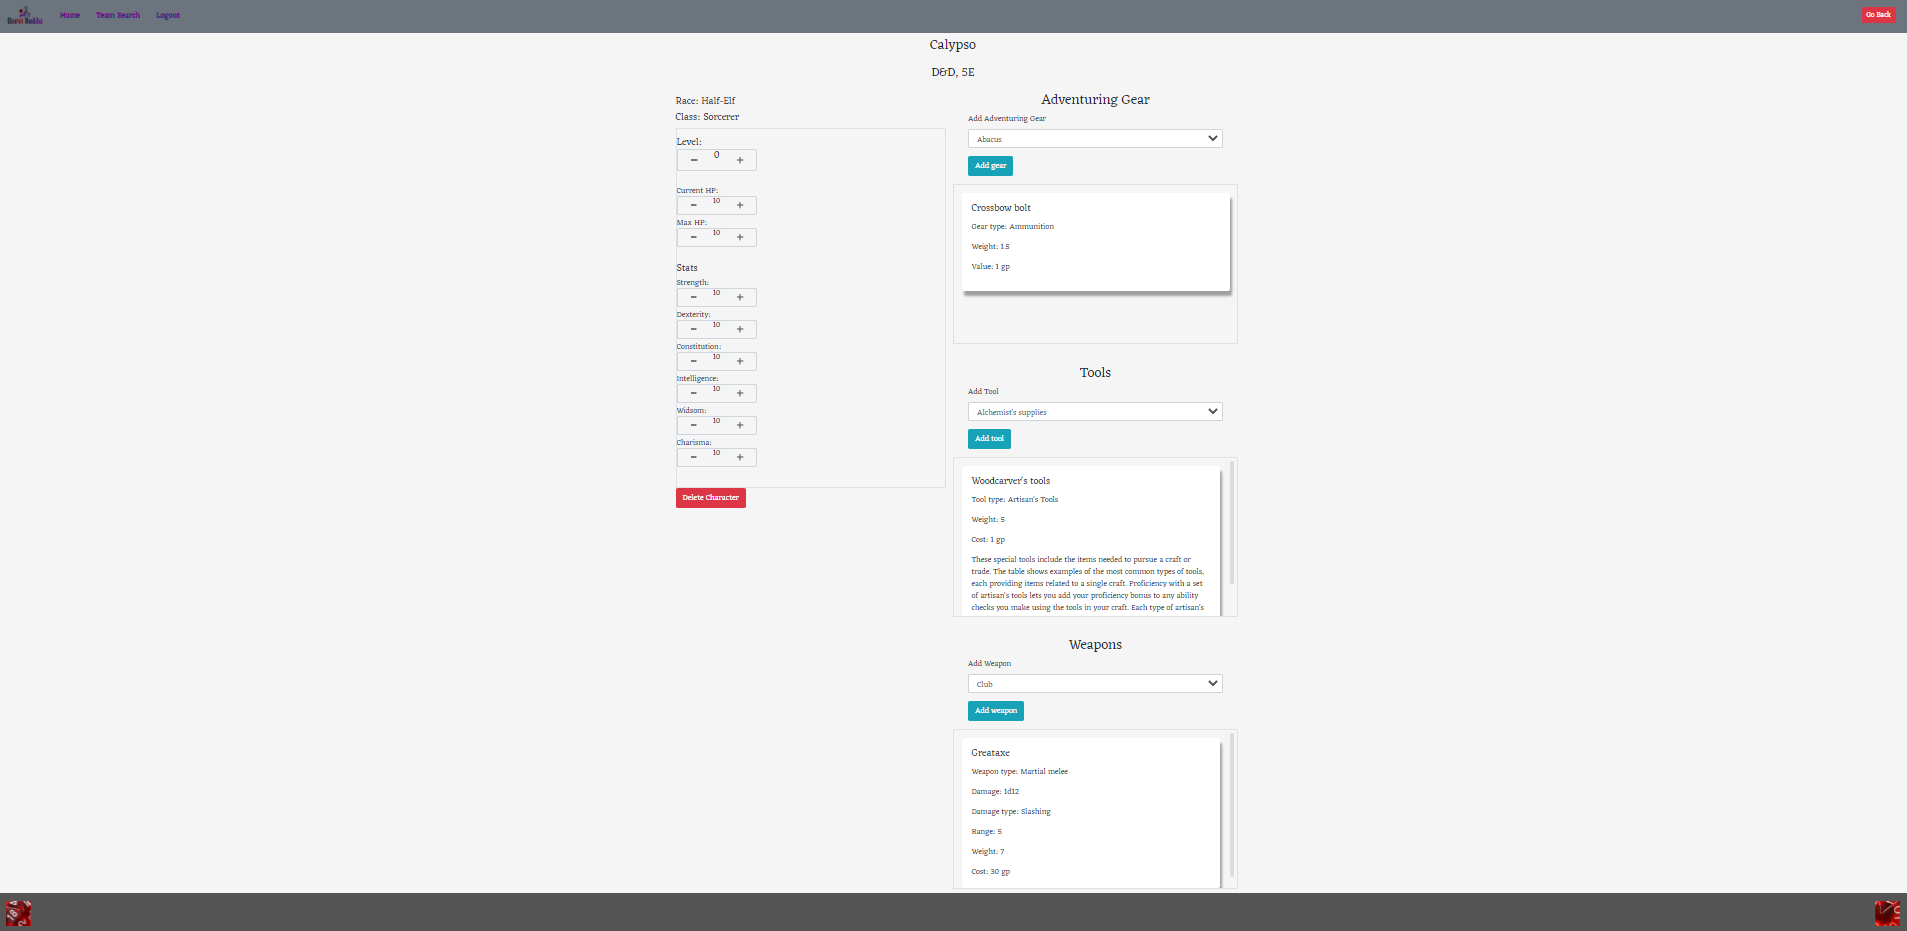 Home Team Search Logout Go Back
Calypso
D&D, 5E
Race: Half-Elf
Class: Sorcerer
Level:
0
Current HP:
10
Max HP:
10
Stats
Strength:
10
Dexterity:
10
Constitution:
10
Intelligence:
10
Widsom:
10
Charisma:
10
Delete Character
Adventuring Gear
Add Adventuring Gear
Abacus
Add gear
Crossbow bolt
Gear type: Ammunition
Weight: 1.5
Value: 1 gp
Tools
Add Tool
Alchemist's supplies
Add tool
Woodcarver's tools
Tool type: Artisan's Tools
Weight: 5
Cost: 1 gp
These special tools include the items needed to pursue a craft or
trade. The table shows examples of the most common types of tools,
each providing items related to a single craft. Proficiency with a set
of artisan's tools lets you add your proficiency bonus to any ability
checks you make using the tools in your craft. Each type of artisan's
Weapons
Add Weapon
Club
Add weapon
Greataxe
Weapon type: Martial melee
Damage: 1d12
Damage type: Slashing
Range: 5
Weight: 7
Cost: 30 gp